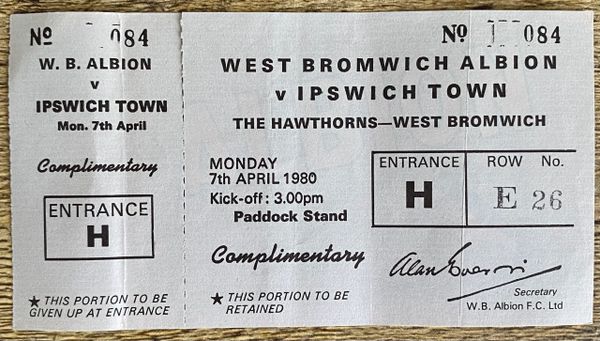 No 084
W. B. ALBION
v
IPSWICH TOWN
Mon. 7th April
Complimentary
ENTRANCE
H
★ THIS PORTION TO BE
GIVEN UP AT ENTRANCE
No 084
WEST BROMWICH ALBION
v IPSWICH TOWN
THE HAWTHORNS—WEST BROMWICH
MONDAY
7th APRIL 1980
Kick-off: 3.00pm
Paddock Stand
ENTRANCE
H
ROW No.
E 26
Complimentary
★ THIS PORTION TO BE
RETAINED
Secretary
W.B. Albion F.C. Ltd